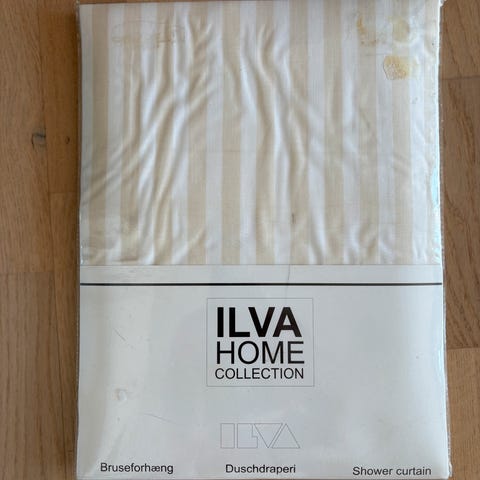 ILVA
HOME
COLLECTION
ILVA
Bruseforhæng Duschdraperi Shower curtain